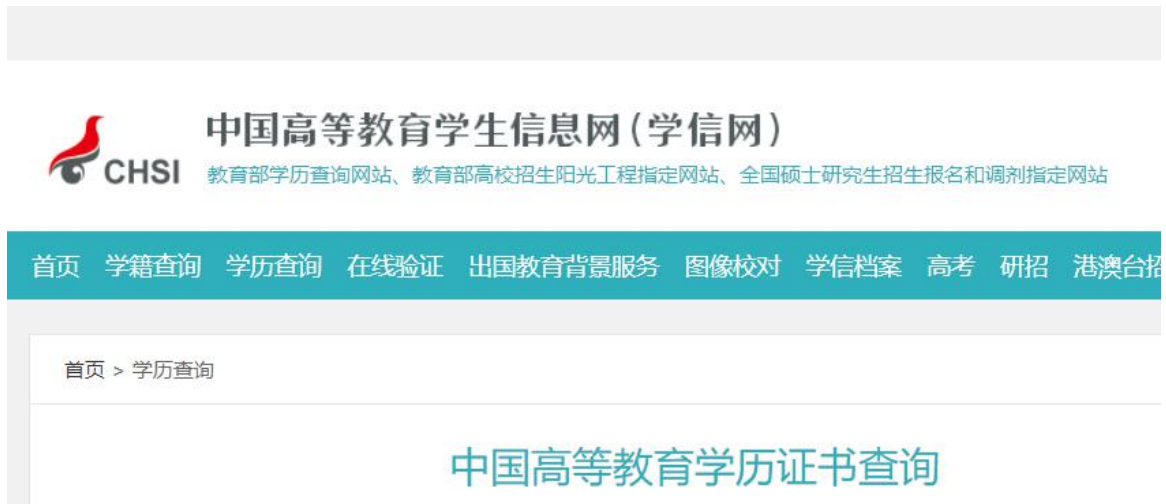 中国高等教育学生信息网(学信网)
CHSI
教育部学历查询网站、教育部高校招生阳光工程指定网站、全国硕士研究生招生报名和调剂指定网站
首页 学籍查询 学历查询 在线验证 出国教育背景服务 图像校对 学信档案 高考 研招 港澳台招
首页 > 学历查询
中国高等教育学历证书查询